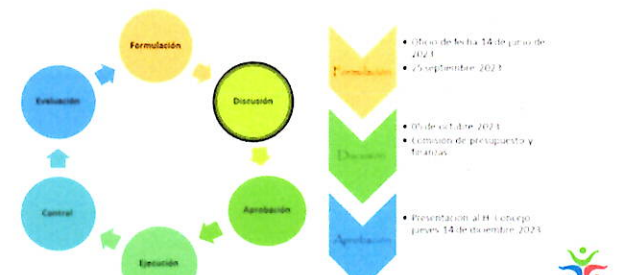 Formulación
Discusión
Aprobación
Ejecución
Control
Evaluación
Formulación
• Oficio de fecha 14 de junio de
2023
• 25 septiembre 2023
Discusión
• 05 de octubre 2023
• Comisión de presupuesto y
finanzas
Aprobación
• Presentación al H. Concejo
jueves 14 de diciembre 2023